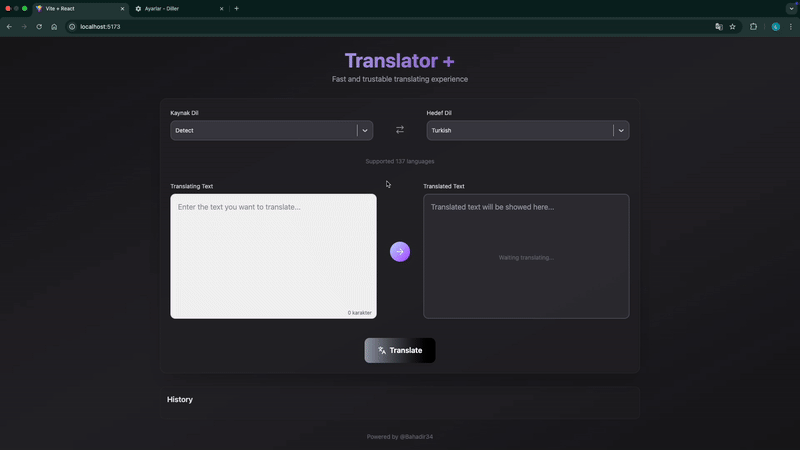 Vite + React
Ayarlar - Diller
localhost:5173
Translator +
Fast and trustable translating experience
Kaynak Dil
Hedef Dil
Detect
Turkish
Supported 137 languages
Translating Text
Translated Text
Enter the text you want to translate...
Translated text will be showed here...
Waiting translating...
0 karakter
Translate
History
Powered by @Bahadir34